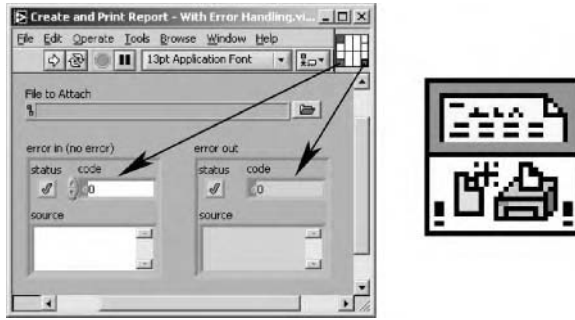 Create and Print Report - With Error Handling.vi...
File Edit Operate Tools Browse Window Help
13pt Application Font
File to Attach
error in (no error)
error out
status code
status code
0
0
source
source